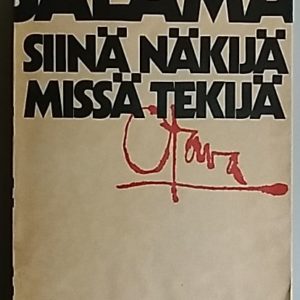 SALAMA
SIINÄ NÄKIJÄ
MISSÄ TEKIJÄ
Otava